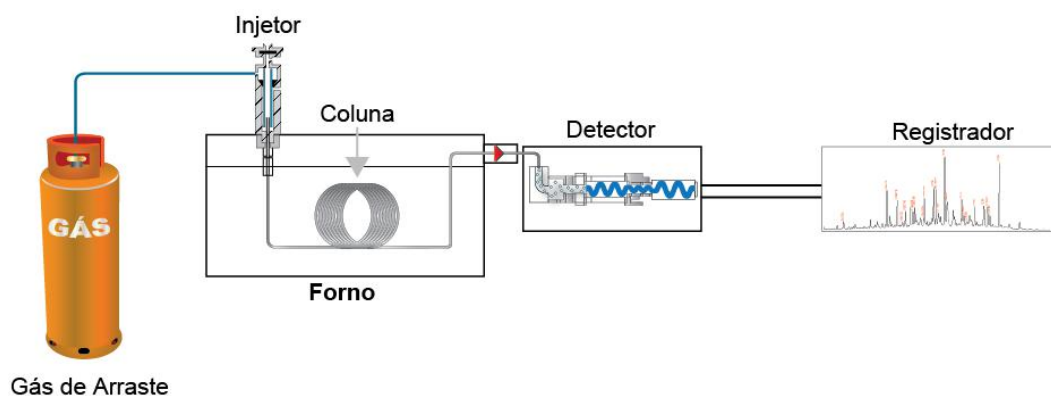 Injetor
Coluna
Detector
Registrador
GÁS
Forno
Gás de Arraste